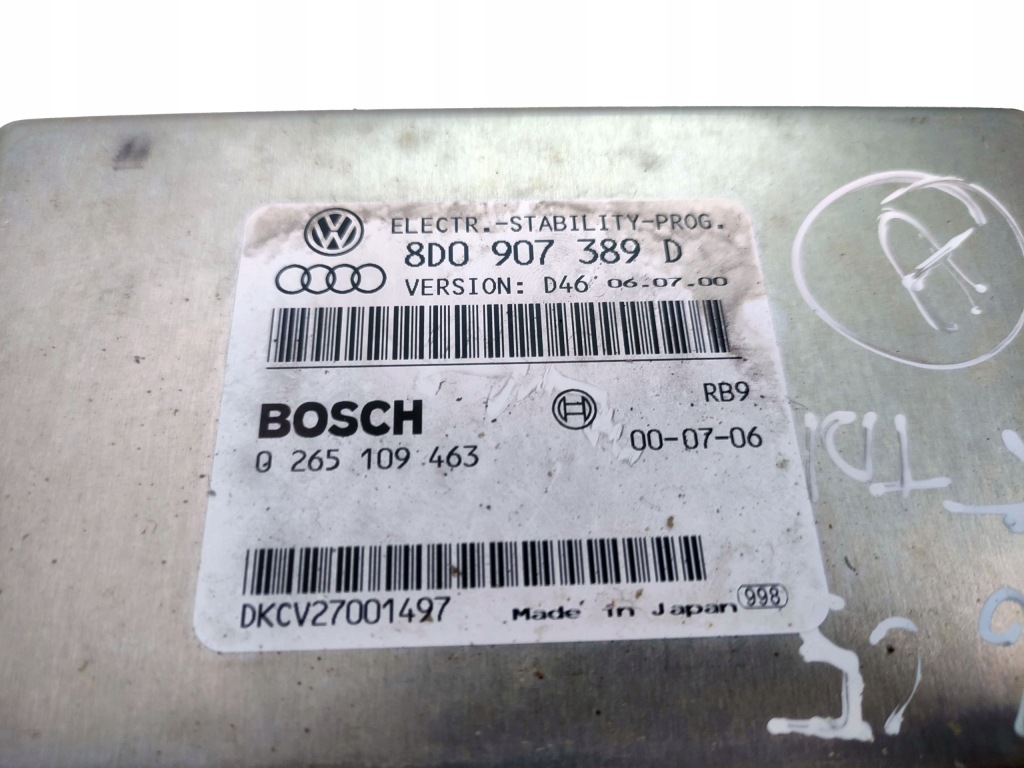 ELECTR.-STABILITY-PROG.
8D0 907 389 D
VERSION: D46 06.07.00
BOSCH
RB9
0 265 109 463
00-07-06
DKCV27001497
Made in Japan 998
TDI